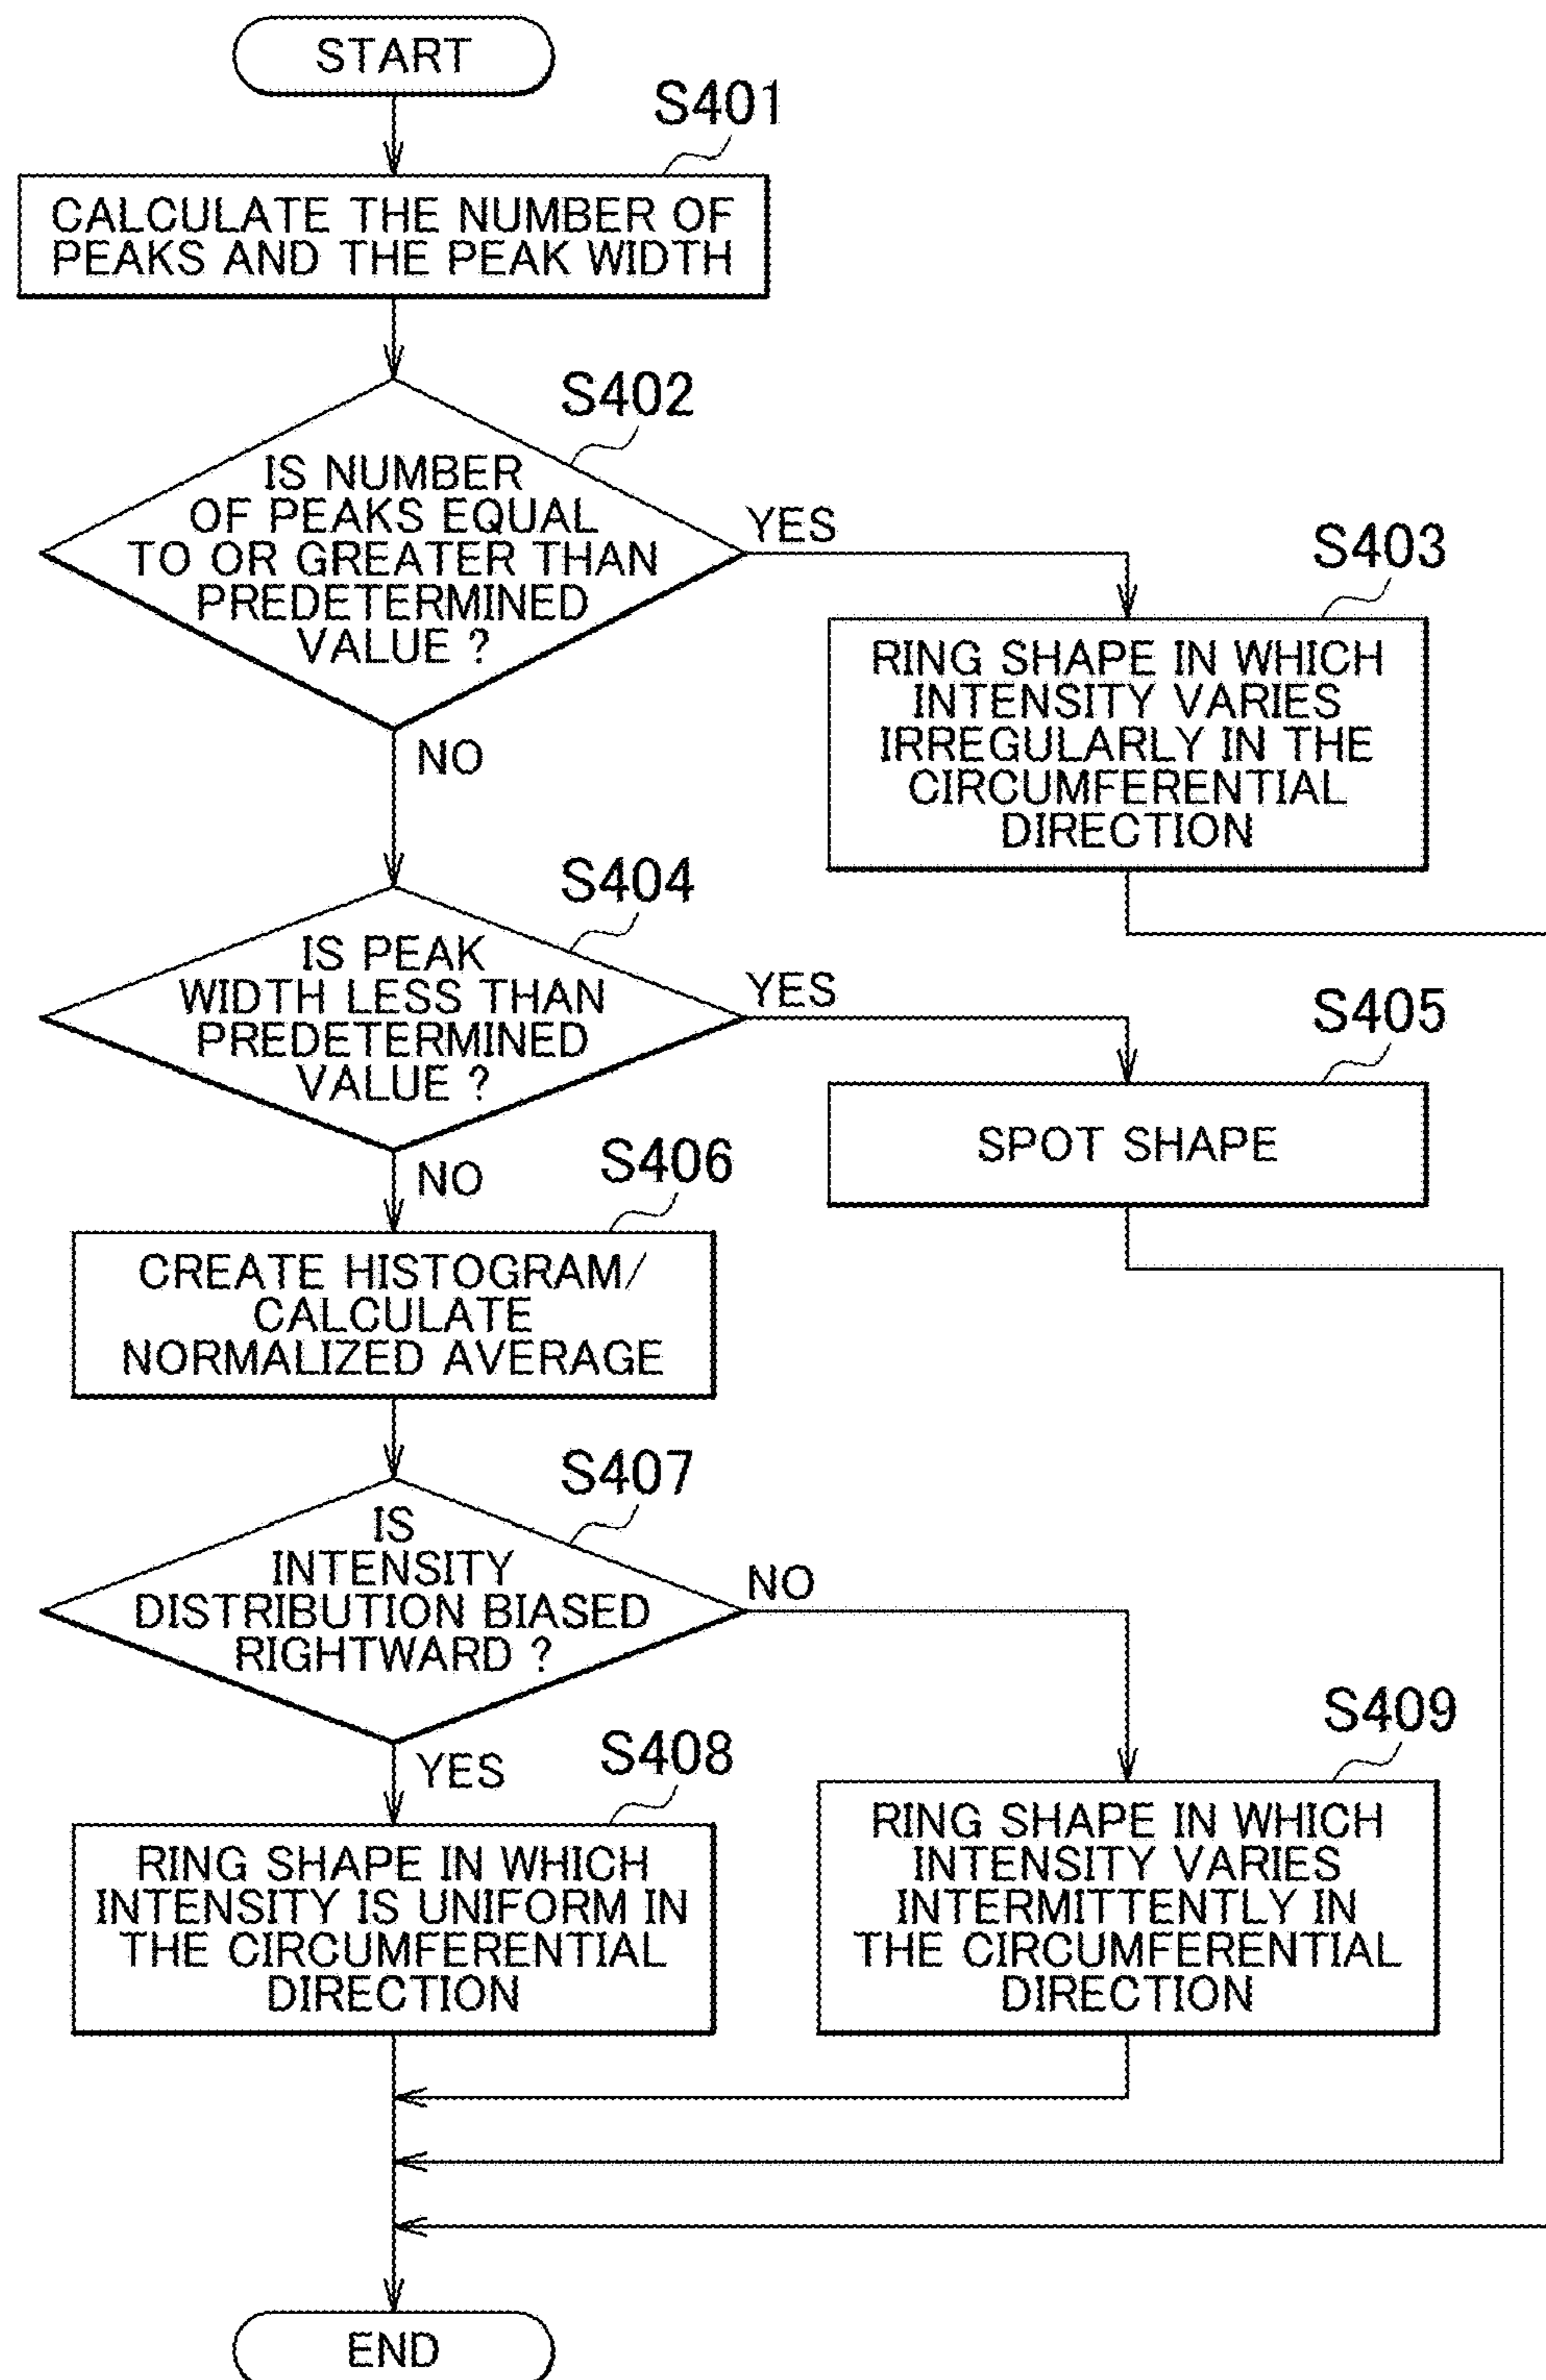 START
S401
CALCULATE THE NUMBER OF
PEAKS AND THE PEAK WIDTH
S402
IS NUMBER
OF PEAKS EQUAL
TO OR GREATER THAN
PREDETERMINED
VALUE ?
YES
NO
S403
RING SHAPE IN WHICH
INTENSITY VARIES
IRREGULARLY IN THE
CIRCUMFERENTIAL
DIRECTION
S404
IS PEAK
WIDTH LESS THAN
PREDETERMINED
VALUE ?
YES
NO
S405
SPOT SHAPE
S406
CREATE HISTOGRAM/
CALCULATE
NORMALIZED AVERAGE
S407
IS
INTENSITY
DISTRIBUTION BIASED
RIGHTWARD ?
NO
YES
S408
RING SHAPE IN WHICH
INTENSITY IS UNIFORM IN
THE CIRCUMFERENTIAL
DIRECTION
S409
RING SHAPE IN WHICH
INTENSITY VARIES
INTERMITTENTLY IN
THE CIRCUMFERENTIAL
DIRECTION
END